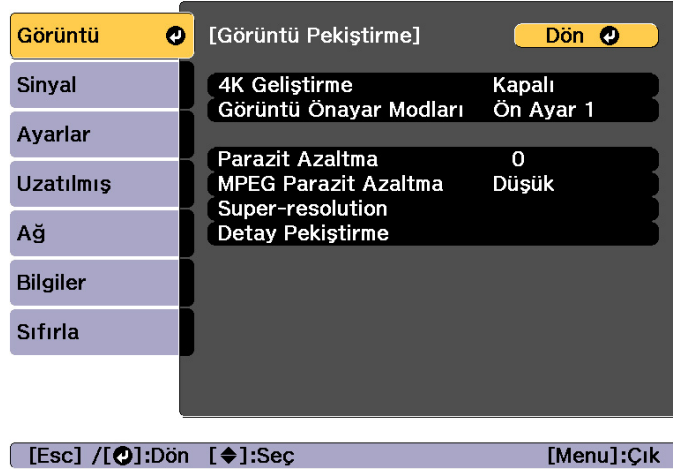 Görüntü
[Görüntü Pekiştirme] Dön
Sinyal
Ayarlar
Uzatılmış
Ağ
Bilgiler
Sıfırla
4K Geliştirme Kapalı
Görüntü Önayar Modları Ön Ayar 1
Parazit Azaltma 0
MPEG Parazit Azaltma Düşük
Super-resolution
Detay Pekiştirme
[Esc] /[]:Dön []:Seç [Menu]:Çık